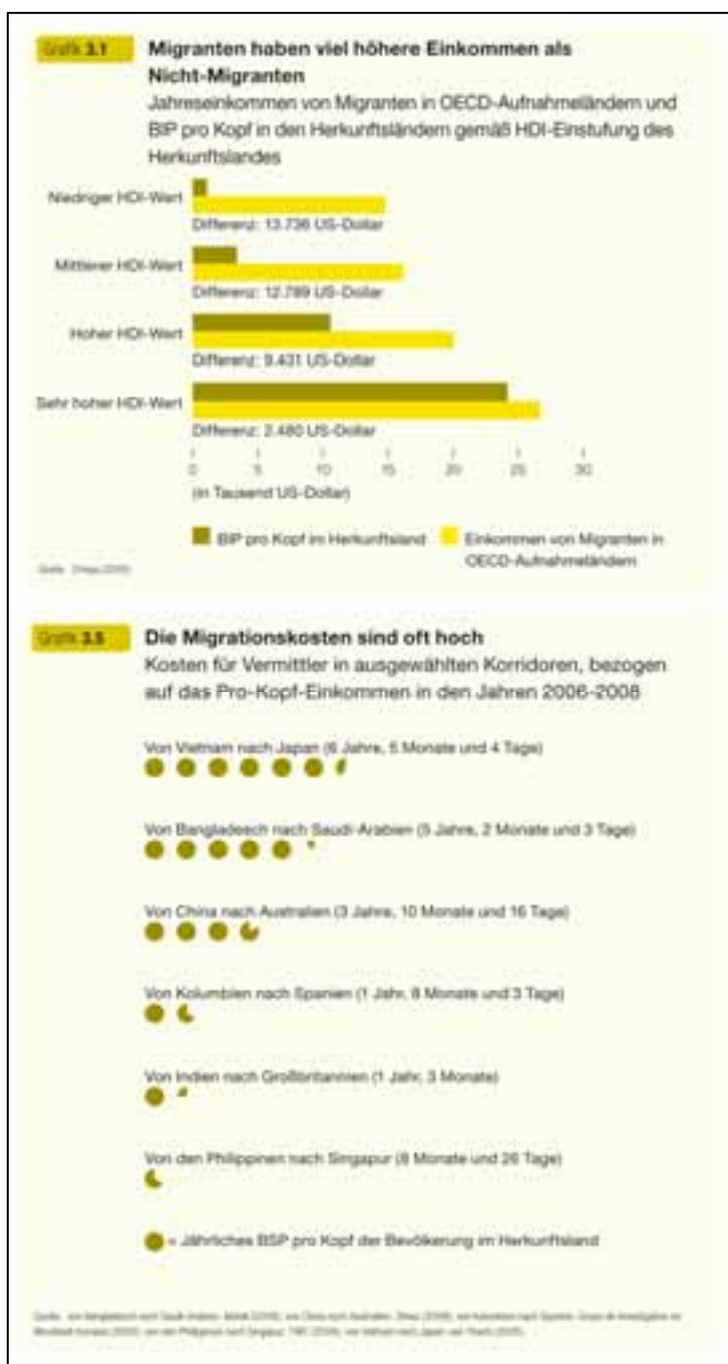 Grafik 3.1
Migranten haben viel höhere Einkommen als
Nicht-Migranten
Jahreseinkommen von Migranten in OECD-Aufnahmeländern und
BIP pro Kopf in den Herkunftsländern gemäß HDI-Einstufung des
Herkunftslandes
Niedriger HDI-Wert
Differenz: 13.736 US-Dollar
Mittlerer HDI-Wert
Differenz: 12.789 US-Dollar
Hoher HDI-Wert
Differenz: 9.431 US-Dollar
Sehr hoher HDI-Wert
Differenz: 2.480 US-Dollar
0 5 10 15 20 25 30
(in Tausend US-Dollar)
BIP pro Kopf im Herkunftsland
Einkommen von Migranten in
OECD-Aufnahmeländern
Grafik 3.5
Die Migrationskosten sind oft hoch
Kosten für Vermittler in ausgewählten Korridoren, bezogen
auf das Pro-Kopf-Einkommen in den Jahren 2006-2008
Von Vietnam nach Japan (6 Jahre, 5 Monate und 4 Tage)
Von Bangladesch nach Saudi-Arabien (5 Jahre, 2 Monate und 3 Tage)
Von China nach Australien (3 Jahre, 10 Monate und 16 Tage)
Von Kolumbien nach Spanien (1 Jahr, 8 Monate und 3 Tage)
Von Indien nach Großbritannien (1 Jahr, 3 Monate)
Von den Philippinen nach Singapur (8 Monate und 26 Tage)
= Jährliches BSP pro Kopf der Bevölkerung im Herkunftsland